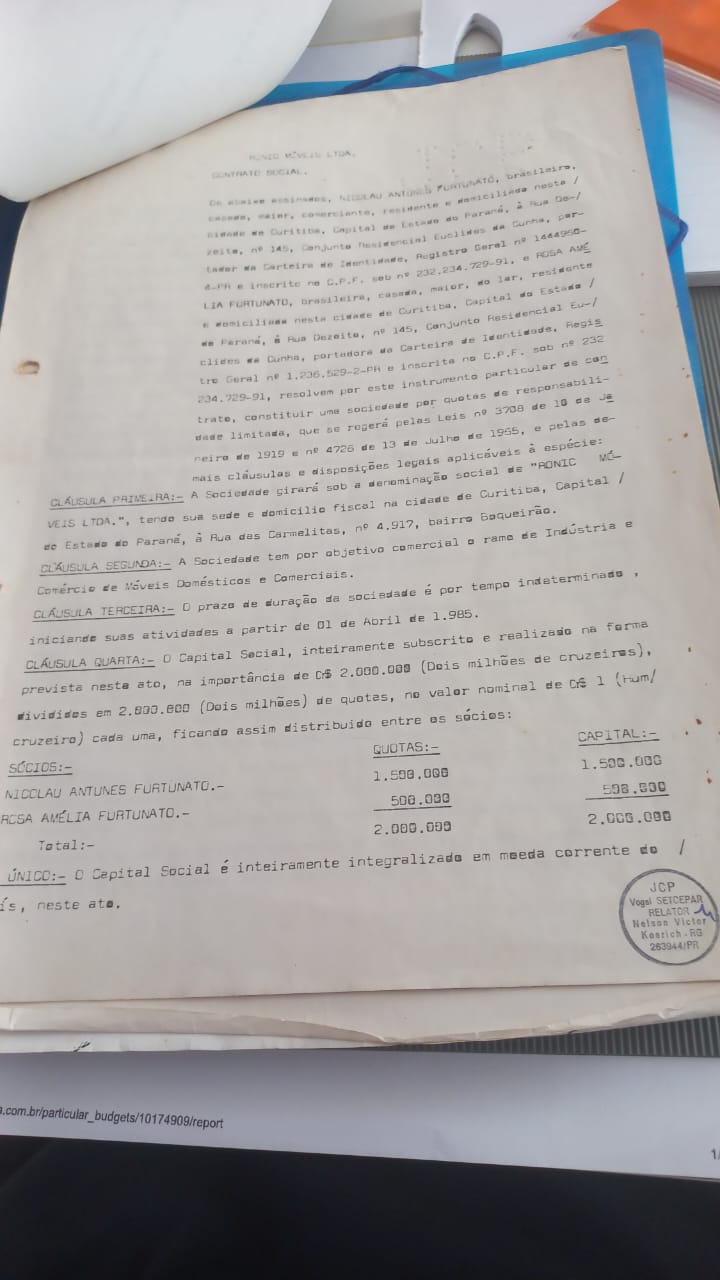 RONIC MÓVEIS LTDA.
CONTRATO SOCIAL.
Os abaixo assinados, NICOLAU ANTUNES FURTUNATO, brasileiro,
casado, maior, comerciante, residente e domiciliado nesta /
cidade de Curitiba, Capital do Estado do Paraná, à Rua De-/
zoito, nº 145, Conjunto Residencial Euclides da Cunha, por-
tador da Carteira de Identidade, Registro Geral nº 1444960-
4-PR e inscrito no C.P.F. sob nº 232.234.729-91, e ROSA AMÉ
LIA FURTUNATO, brasileira, casada, maior, do lar, residente
e domiciliada nesta cidade de Curitiba, Capital do Estado /
do Paraná, à Rua Dezoito, nº 145, Conjunto Residencial Eu-/
clides da Cunha, portadora da Carteira de Identidade, Regis
tro Geral nº 1.236.529-2-PR e inscrita no C.P.F. sob nº 232
234.729-91, resolvem por este instrumento particular de con
trato, constituir uma sociedade por quotas de responsabili-
dade limitada, que se regerá pelas Leis nº 3708 de 10 de Ja
neiro de 1919 e nº 4726 de 13 de Julho de 1965, e pelas de-
mais cláusulas e disposições legais aplicáveis à espécie:
CLÁUSULA PRIMEIRA:- A Sociedade girará sob a denominação social de "RONIC MÓ-
VEIS LTDA.", tendo sua sede e domicilio fiscal na cidade de Curitiba, Capital /
do Estado do Paraná, à Rua das Carmelitas, nº 4.917, bairro Boqueirão.
CLÁUSULA SEGUNDA:- A Sociedade tem por objetivo comercial o ramo de Indústria e
Comércio de Móveis Domésticos e Comerciais.
CLÁUSULA TERCEIRA:- O prazo de duração da sociedade é por tempo indeterminado ,
iniciando suas atividades a partir de 01 de Abril de 1.985.
CLÁUSULA QUARTA:- O Capital Social, inteiramente subscrito e realizado na forma
prevista neste ato, na importância de Cr$ 2.000.000 (Dois milhões de cruzeiros),
divididos em 2.000.000 (Dois milhões) de quotas, no valor nominal de Cr$ 1 (hum/
cruzeiro) cada uma, ficando assim distribuido entre os sócios:
SÓCIOS:- QUOTAS:- CAPITAL:-
NICOLAU ANTUNES FURTUNATO.- 1.500.000 1.500.000
ROSA AMÉLIA FURTUNATO.- 500.000 500.000
Total:- 2.000.000 2.000.000
ÚNICO:- O Capital Social é inteiramente integralizado em moeda corrente do /
ís, neste ato.
JCP
Vogal SETCEPAR
RELATOR
Nelson Victor
Koerich - RG
263944/PR
a.com.br/particular_budgets/10174909/report
1/